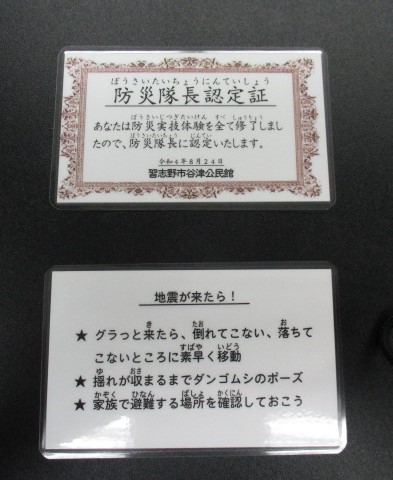 ぼうさいたいちょうにんていしょう
防災隊長認定証
ぼうさいじつぎたいけん すべ しゅうりょう
あなたは防災実技体験を全て修了しまし
ぼうさいたいちょう にんてい
たので、防災隊長に認定いたします。
令和4年8月24日
習志野市谷津公民館
地震が来たら！
き たお お
★ グラっと来たら、倒れてこない、落ちて
すばや いどう
こないところに素早く移動
ゆ おさ
★ 揺れが収まるまでダンゴムシのポーズ
かぞく ひなん ばしょ かくにん
★ 家族で避難する場所を確認しておこう